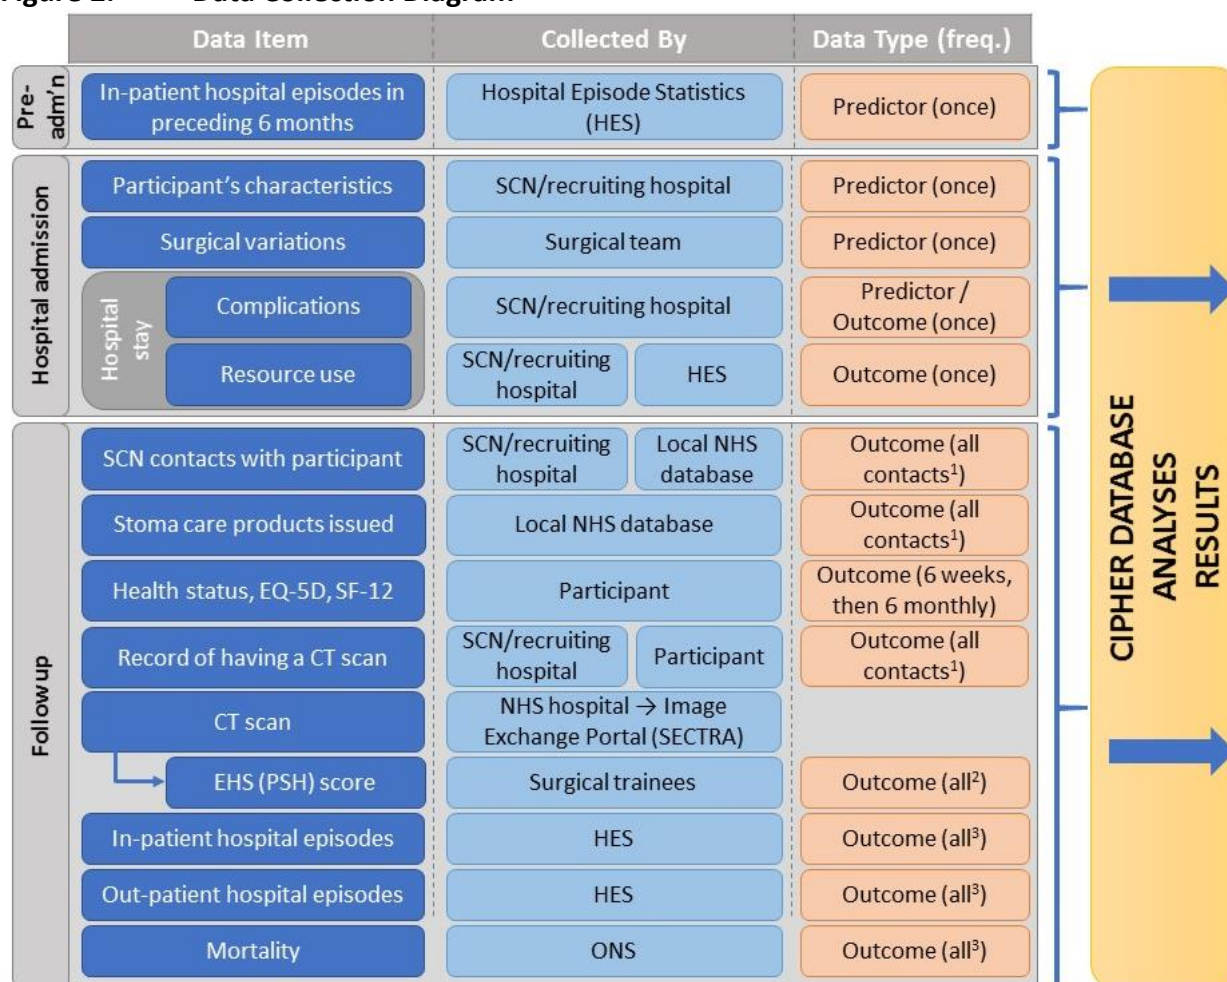 Figure 2: Data Collection Diagram
Data Item
Collected By
Data Type (freq.)
Pre-
adm'n
In-patient hospital episodes in
preceding 6 months
Hospital Episode Statistics
(HES)
Predictor (once)
Hospital admission
Participant's characteristics
SCN/recruiting hospital
Predictor (once)
Surgical variations
Surgical team
Predictor (once)
Hospital
stay
Complications
SCN/recruiting hospital
Predictor /
Outcome (once)
Resource use
SCN/recruiting
hospital
HES
Outcome (once)
Follow up
SCN contacts with participant
SCN/recruiting
hospital
Local NHS
database
Outcome (all
contacts¹)
Stoma care products issued
Local NHS database
Outcome (all
contacts¹)
Health status, EQ-5D, SF-12
Participant
Outcome (6 weeks,
then 6 monthly)
Record of having a CT scan
SCN/recruiting
hospital
Participant
Outcome (all
contacts¹)
CT scan
NHS hospital → Image
Exchange Portal (SECTRA)
EHS (PSH) score
Surgical trainees
Outcome (all²)
In-patient hospital episodes
HES
Outcome (all³)
Out-patient hospital episodes
HES
Outcome (all³)
Mortality
ONS
Outcome (all³)
CIPHER DATABASE
ANALYSES
RESULTS